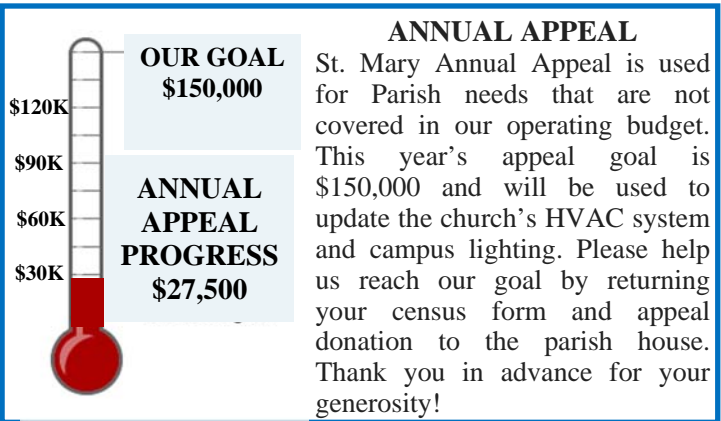 OUR GOAL
$150,000
$120K
$90K
$60K
$30K
ANNUAL
APPEAL
PROGRESS
$27,500
ANNUAL APPEAL
St. Mary Annual Appeal is used
for Parish needs that are not
covered in our operating budget.
This year’s appeal goal is
$150,000 and will be used to
update the church’s HVAC system
and campus lighting. Please help
us reach our goal by returning
your census form and appeal
donation to the parish house.
Thank you in advance for your
generosity!